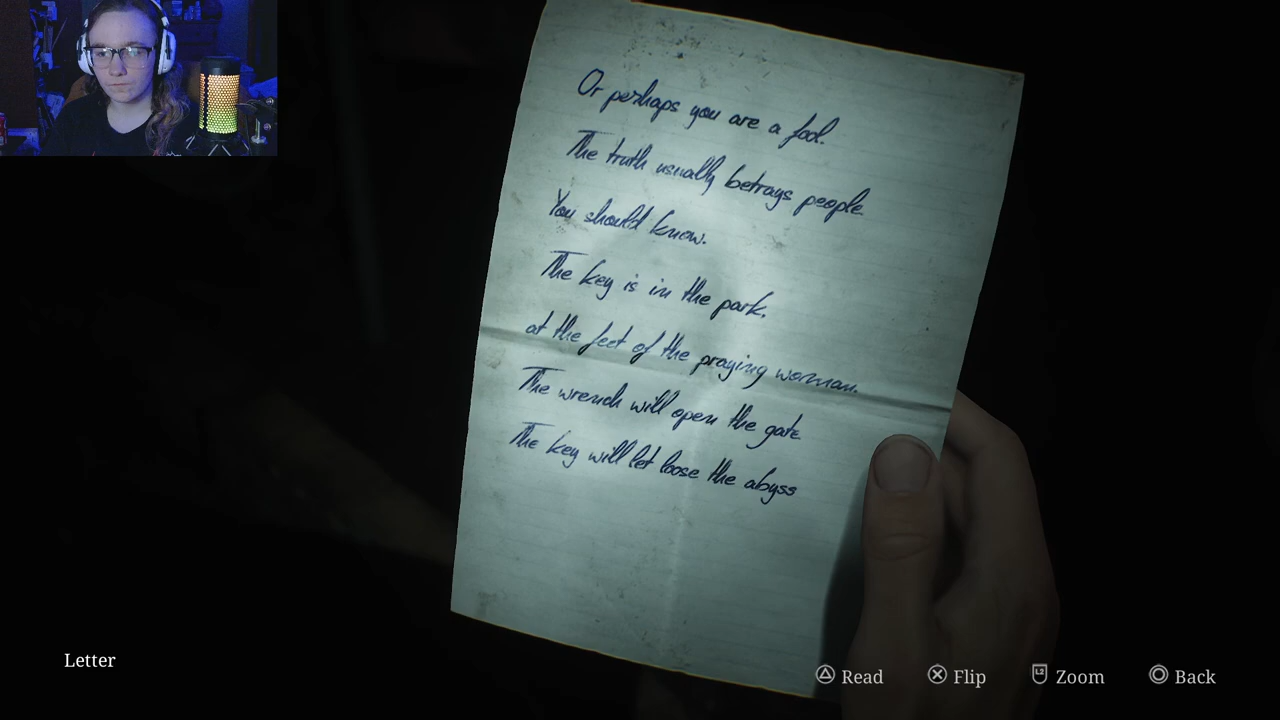 Or perhaps you are a fool.
The truth usually betrays people.
You should know.
The key is in the park.
at the feet of the praying woman.
The wrench will open the gate
The key will let loose the abyss
Letter
Read
Flip
L2 Zoom
Back